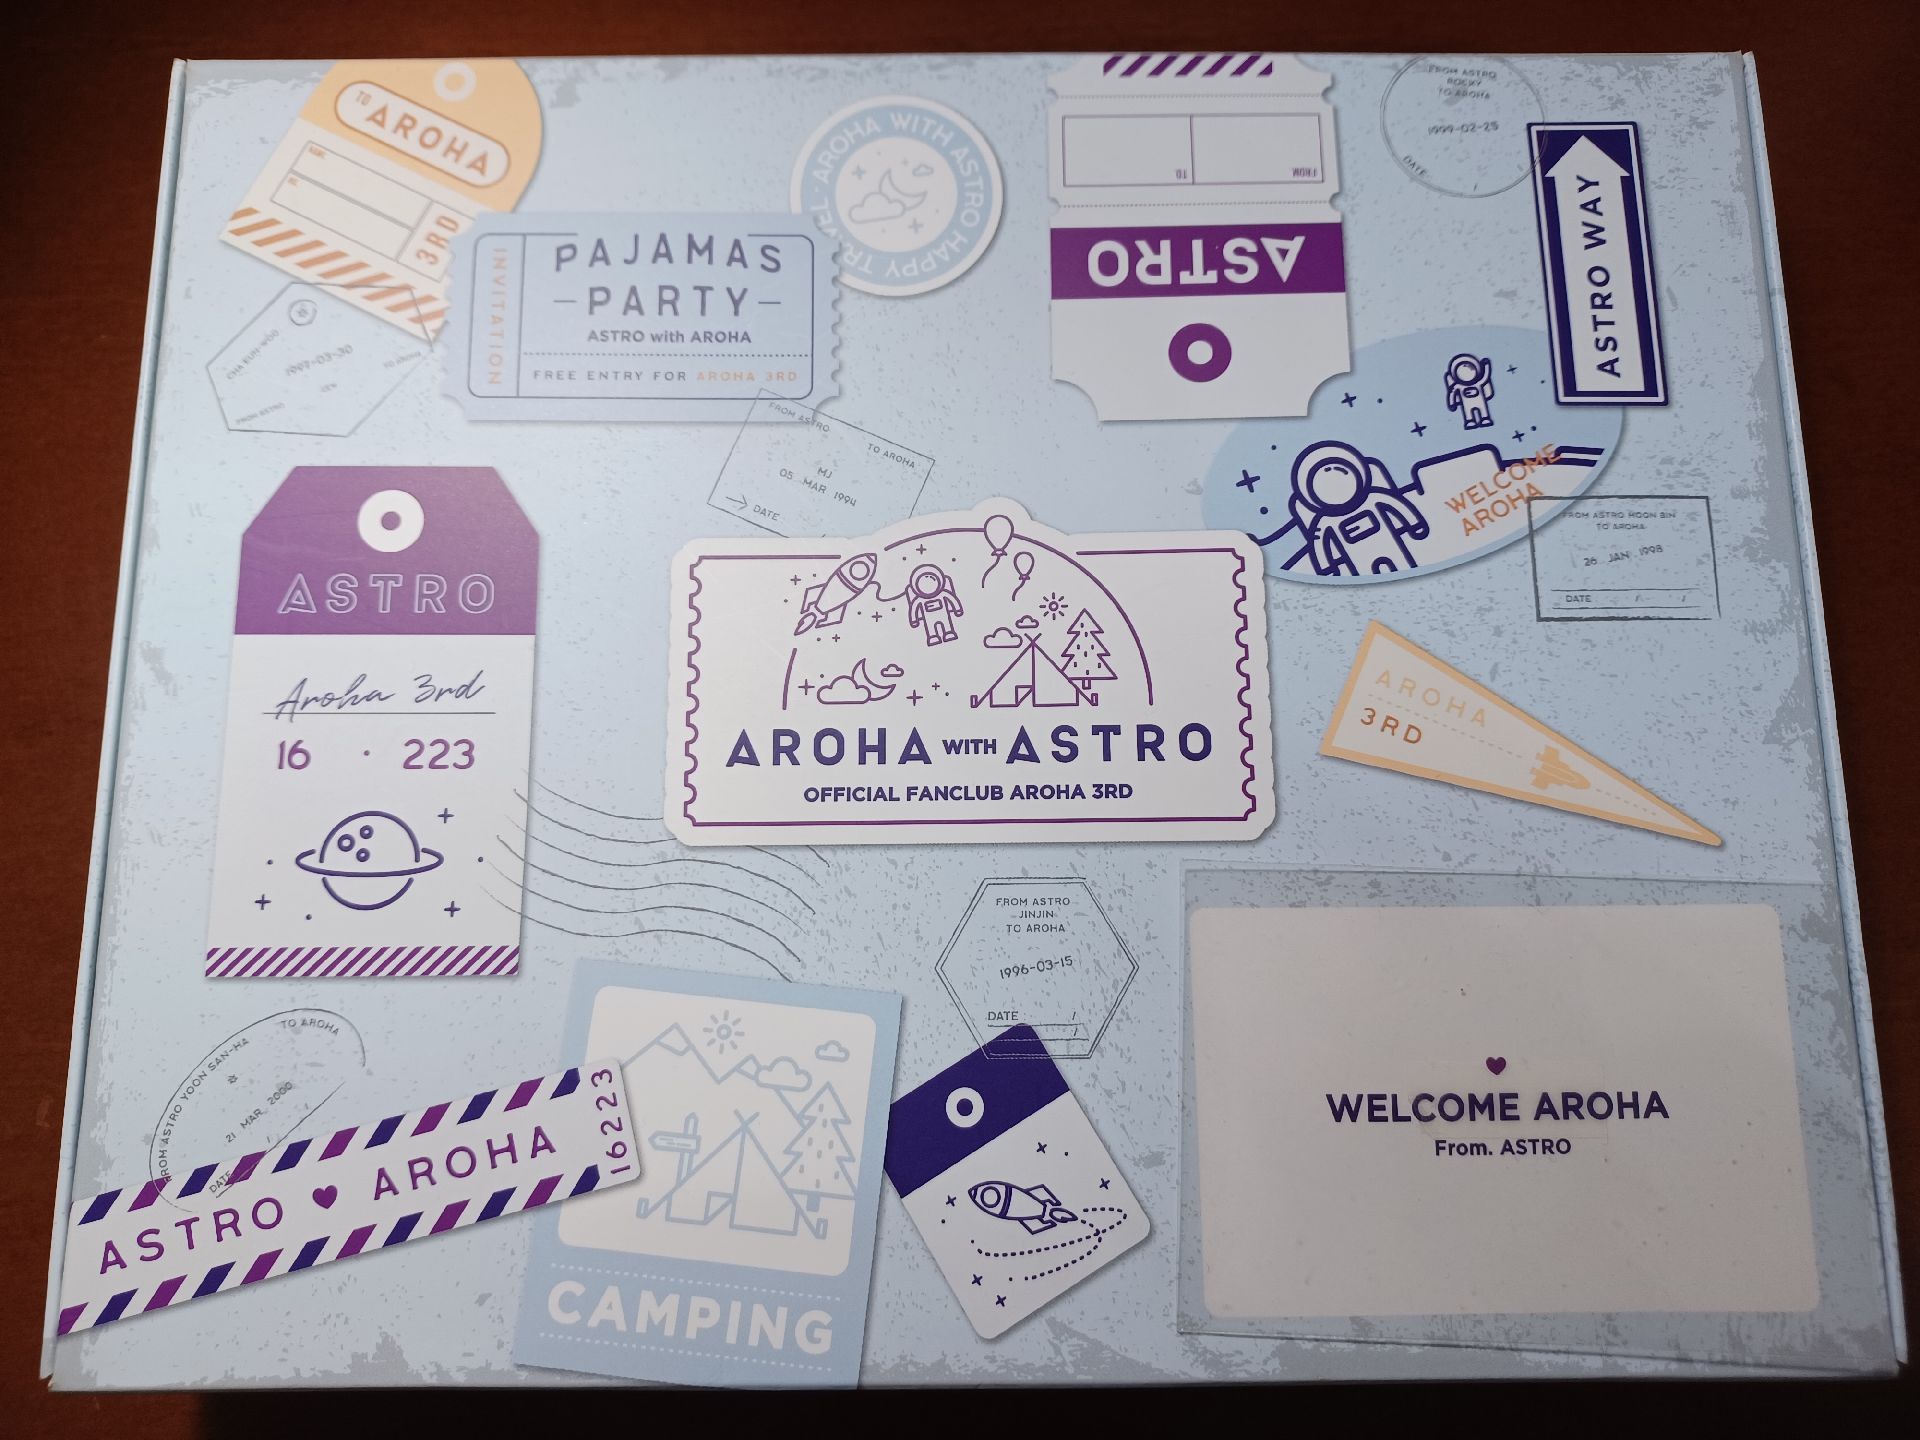 TO
AROHA
NAME.
3RD
AROHA WITH ASTRO HAPPY TRAVEL
FROM.
TO.
ASTRO
FROM ASTRO
ROCKY
TO AROHA
1999-02-25
DATE / /
ASTRO WAY
INVITATION
PAJAMAS
-PARTY-
ASTRO with AROHA
FREE ENTRY FOR AROHA 3RD
CHA EUN-WOO
1997-03-30
TO AROHA
FROM ASTRO
FROM ASTRO
TO AROHA
MJ
05 MAR 1994
DATE
WELCOME
AROHA
FROM ASTRO MOON BIN
TO AROHA
26 JAN 1998
DATE / /
ASTRO
Aroha 3rd
16 · 223
AROHA WITH ASTRO
OFFICIAL FANCLUB AROHA 3RD
AROHA
3RD
FROM ASTRO
JINJIN
TO AROHA
1996-03-15
DATE / /
FROM ASTRO YOON SAN-HA
TO AROHA
21 MAR 2000
DATE / /
ASTRO ♥ AROHA
16223
CAMPING
♥
WELCOME AROHA
From. ASTRO